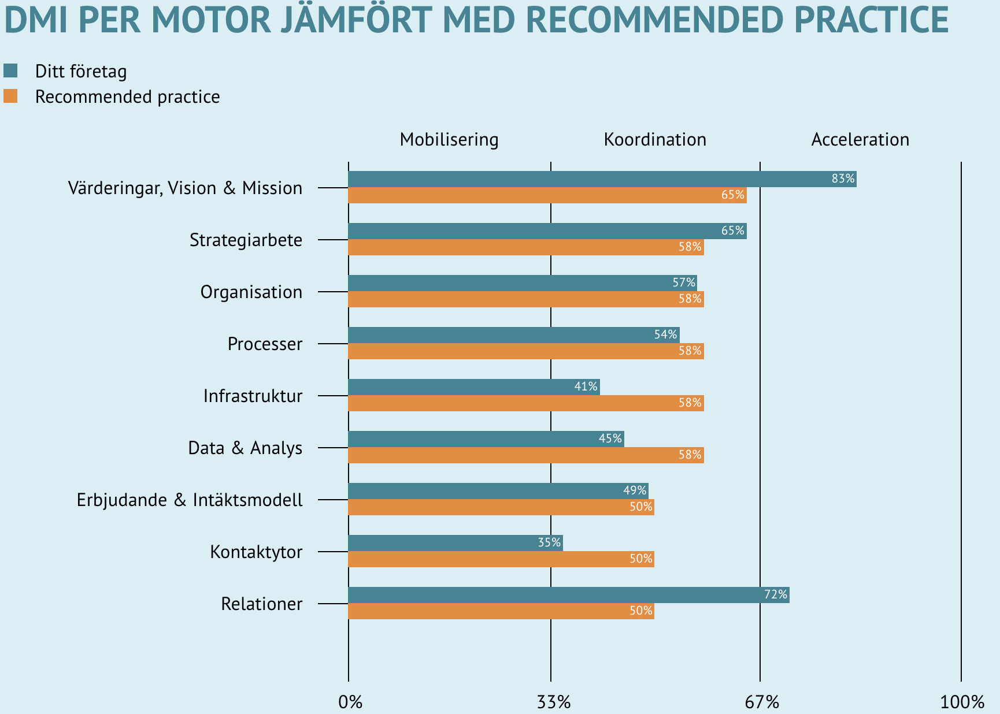 DMI PER MOTOR JÄMFÖRT MED RECOMMENDED PRACTICE
Ditt företag
Recommended practice
Mobilisering Koordination Acceleration
Värderingar, Vision & Mission
83%
65%
Strategiarbete
65%
58%
Organisation
57%
58%
Processer
54%
58%
Infrastruktur
41%
58%
Data & Analys
45%
58%
Erbjudande & Intäktsmodell
49%
50%
Kontaktytor
35%
50%
Relationer
72%
50%
0% 33% 67% 100%